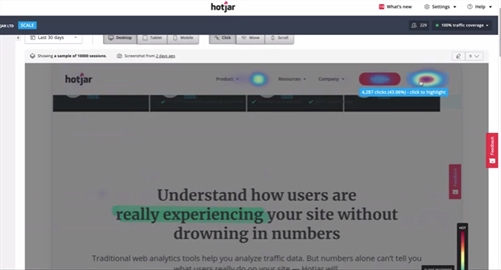 hotjar
What's new
Settings
Help
JAR LTD
SCALE
100% traffic coverage
Last 30 days
Desktop
Tablet
Mobile
Click
Move
Scroll
Showing a sample of 10000 sessions.
Screenshot from 2 days ago.
hotjar
Product
Resources
Company
4,287 clicks (43.06%) - click to highlight
Feedback
Understand how users are
really experiencing your site without
drowning in numbers
Traditional web analytics tools help you analyze traffic data. But numbers alone can't tell you
what users really do on your site — Hotjar will
HOT